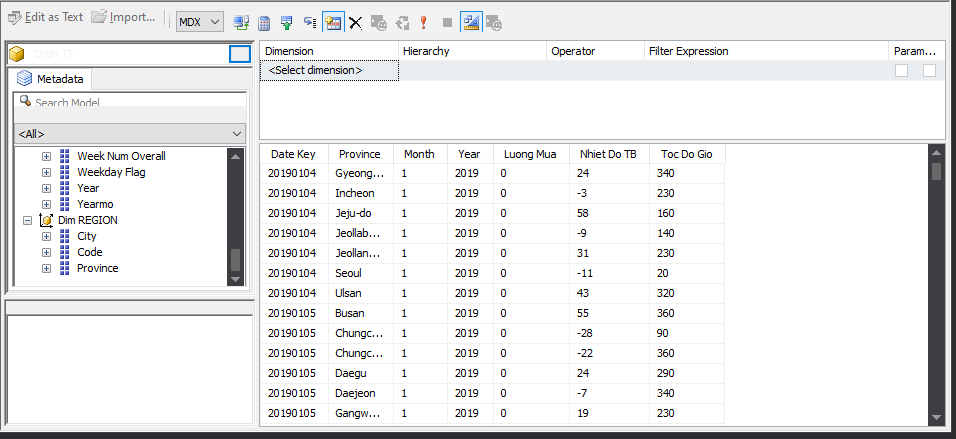 Edit as Text Import... MDX
DWH TT
Metadata
Search Model
<All>
Week Num Overall
Weekday Flag
Year
Yearmo
Dim REGION
City
Code
Province
Dimension Hierarchy Operator Filter Expression Param...
<Select dimension>
Date Key Province Month Year Luong Mua Nhiet Do TB Toc Do Gio
20190104 Gyeong... 1 2019 0 24 340
20190104 Incheon 1 2019 0 -3 230
20190104 Jeju-do 1 2019 0 58 160
20190104 Jeollab... 1 2019 0 -9 140
20190104 Jeollan... 1 2019 0 31 230
20190104 Seoul 1 2019 0 -11 20
20190104 Ulsan 1 2019 0 43 320
20190105 Busan 1 2019 0 55 360
20190105 Chungc... 1 2019 0 -28 90
20190105 Chungc... 1 2019 0 -22 360
20190105 Daegu 1 2019 0 24 290
20190105 Daejeon 1 2019 0 -7 340
20190105 Gangw... 1 2019 0 19 230